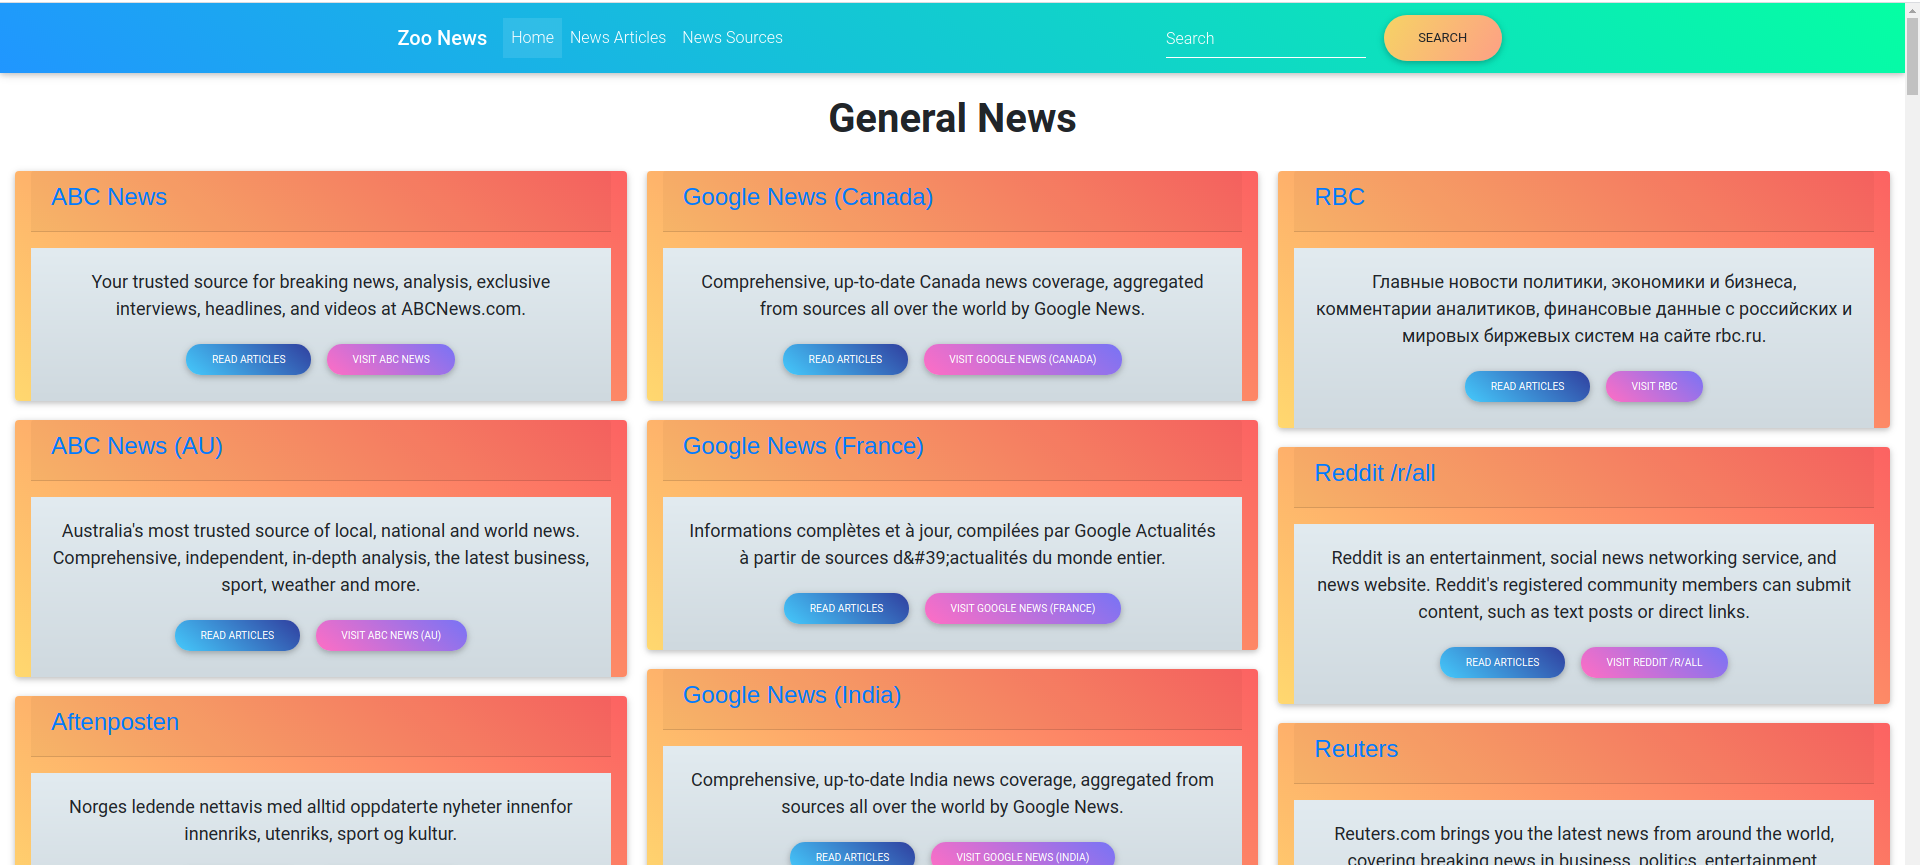 Zoo News Home News Articles News Sources Search SEARCH
General News
ABC News
Your trusted source for breaking news, analysis, exclusive
interviews, headlines, and videos at ABCNews.com.
READ ARTICLES VISIT ABC NEWS
ABC News (AU)
Australia's most trusted source of local, national and world news.
Comprehensive, independent, in-depth analysis, the latest business,
sport, weather and more.
READ ARTICLES VISIT ABC NEWS (AU)
Aftenposten
Norges ledende nettavis med alltid oppdaterte nyheter innenfor
innenriks, utenriks, sport og kultur.
Google News (Canada)
Comprehensive, up-to-date Canada news coverage, aggregated
from sources all over the world by Google News.
READ ARTICLES VISIT GOOGLE NEWS (CANADA)
Google News (France)
Informations complètes et à jour, compilées par Google Actualités
à partir de sources d&#39;actualités du monde entier.
READ ARTICLES VISIT GOOGLE NEWS (FRANCE)
Google News (India)
Comprehensive, up-to-date India news coverage, aggregated from
sources all over the world by Google News.
READ ARTICLES VISIT GOOGLE NEWS (INDIA)
RBC
Главные новости политики, экономики и бизнеса,
комментарии аналитиков, финансовые данные с российских и
мировых биржевых систем на сайте rbc.ru.
READ ARTICLES VISIT RBC
Reddit /r/all
Reddit is an entertainment, social news networking service, and
news website. Reddit's registered community members can submit
content, such as text posts or direct links.
READ ARTICLES VISIT REDDIT /R/ALL
Reuters
Reuters.com brings you the latest news from around the world,
covering breaking news in business, politics, entertainment